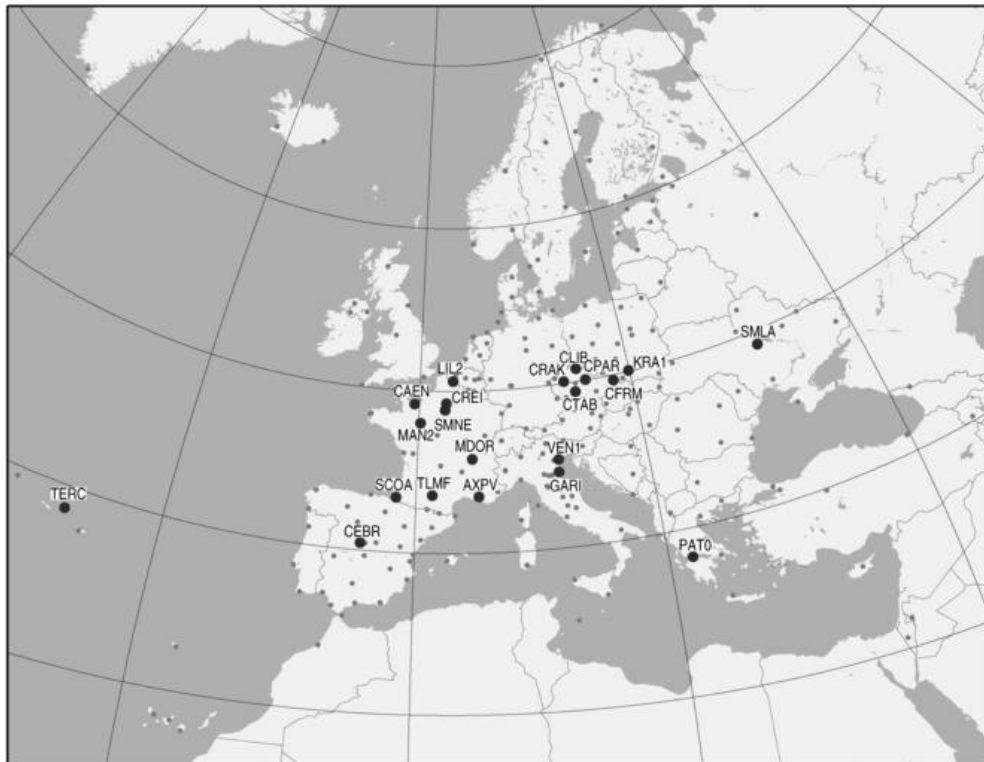 SMLA
CLIB
CPAR
KRA1
CRAK
LIL2
CFRM
CTAB
CAEN
CREI
SMNE
MAN2
MDOR
VEN1
GARI
SCOA
TLMF
AXPV
TERC
CEBR
PAT0